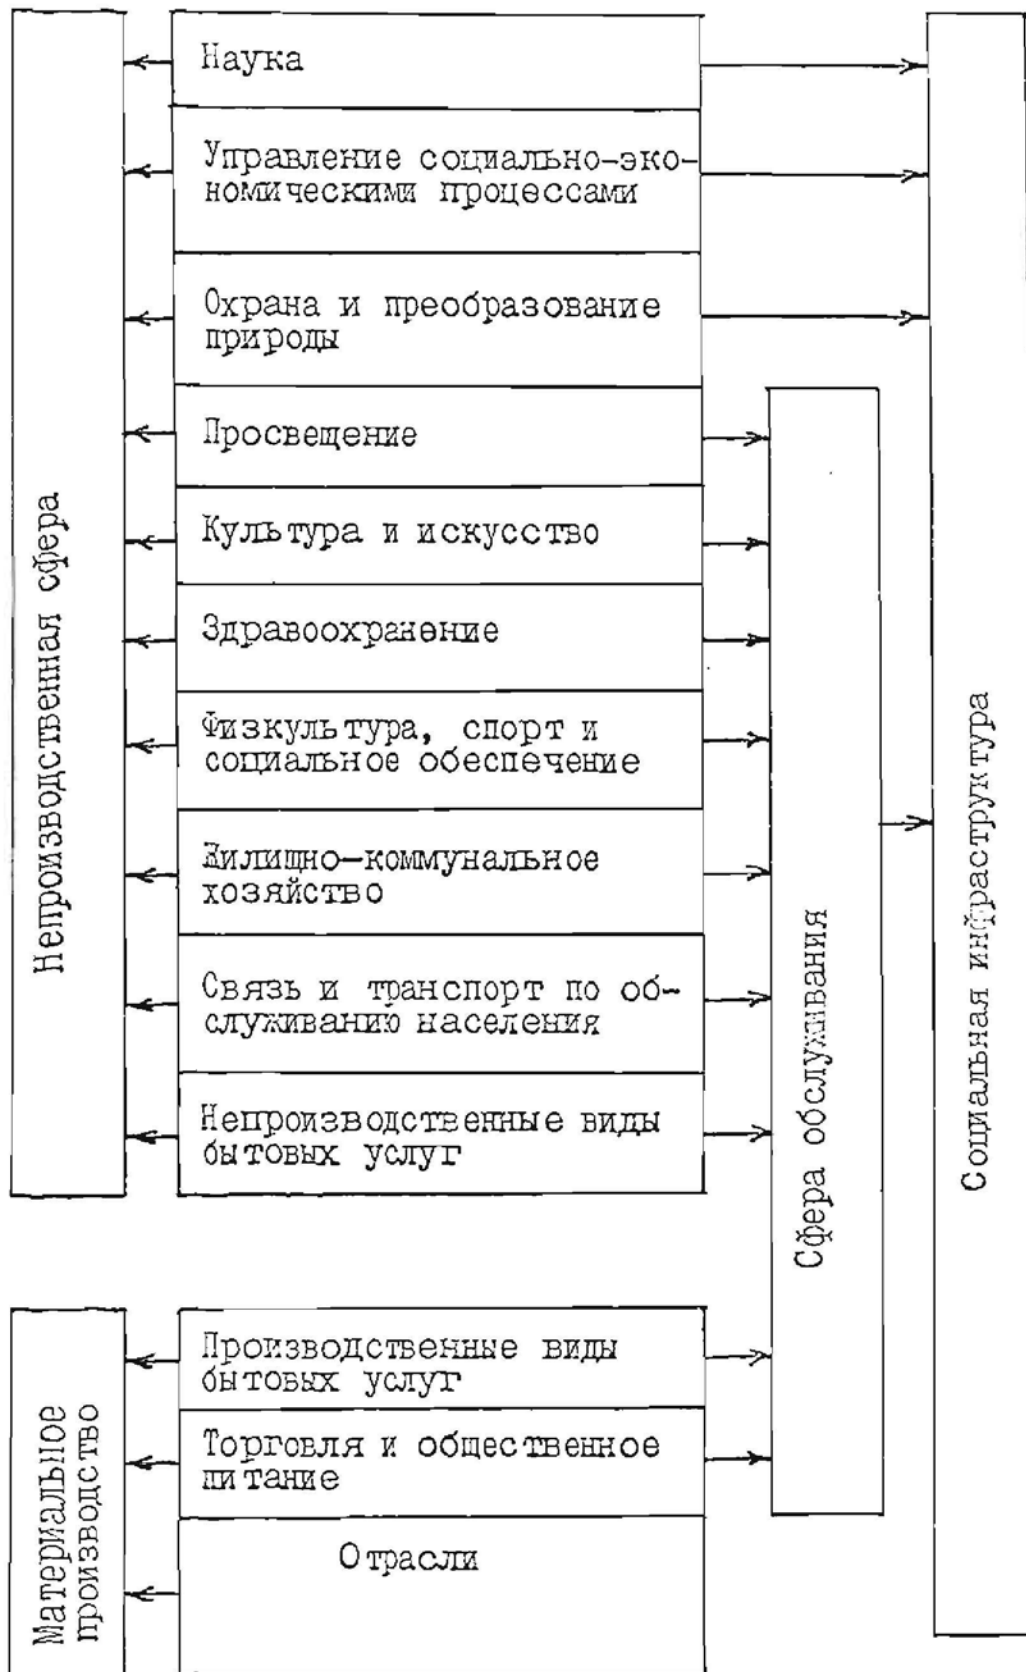 Наука
Управление социально-эко-
номическими процессами
Охрана и преобразование
природы
Просвещение
Культура и искусство
Здравоохранение
Физкультура, спорт и
социальное обеспечение
Жилищно-коммунальное
хозяйство
Связь и транспорт по об-
служиванию населения
Непроизводственные виды
бытовых услуг
Производственные виды
бытовых услуг
Торговля и общественное
питание
Отрасли
Непроизводственная сфера
Материальное
производство
Сфера обслуживания
Социальная инфраструктура